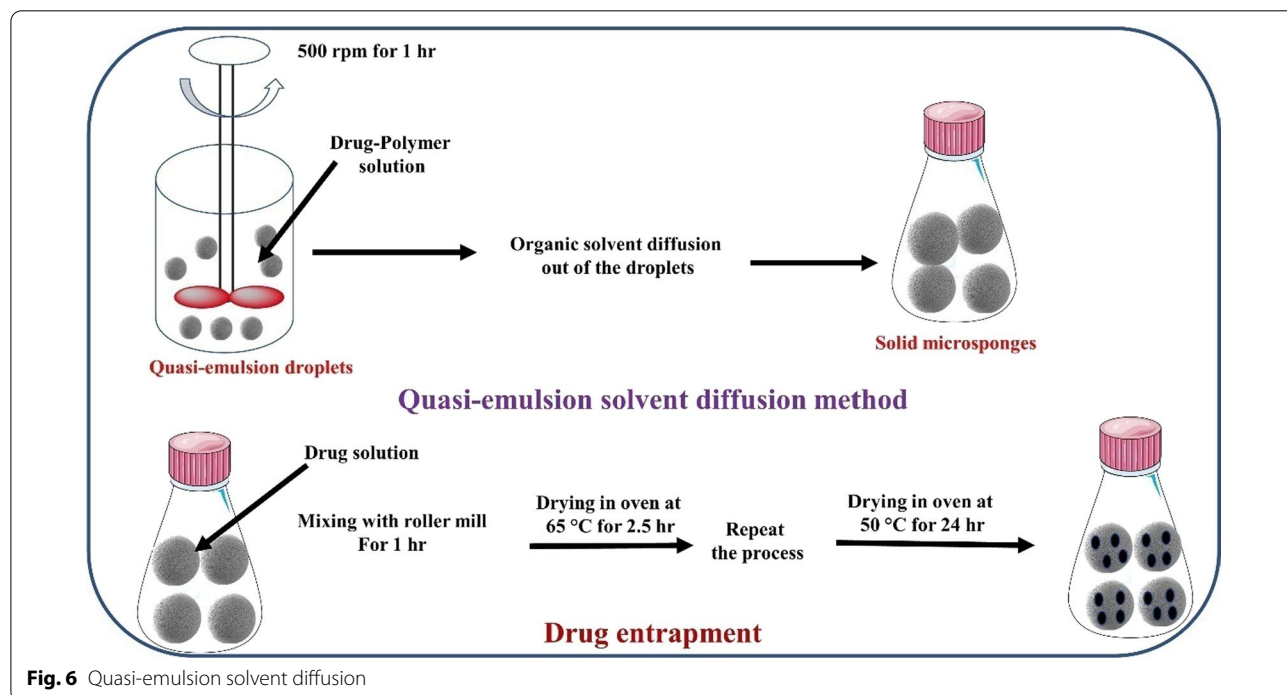 500 rpm for 1 hr
Drug-Polymer
solution
Organic solvent diffusion
out of the droplets
Quasi-emulsion droplets
Solid microsponges
Quasi-emulsion solvent diffusion method
Drug solution
Mixing with roller mill
For 1 hr
Drying in oven at
65 °C for 2.5 hr
Repeat
the process
Drying in oven at
50 °C for 24 hr
Drug entrapment
Fig. 6 Quasi-emulsion solvent diffusion